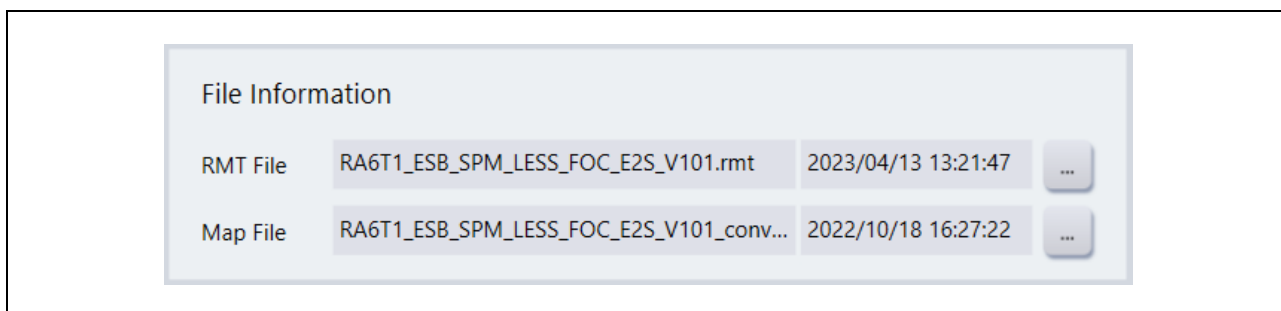 File Information
RMT File RA6T1_ESB_SPM_LESS_FOC_E2S_V101.rmt 2023/04/13 13:21:47 ...
Map File RA6T1_ESB_SPM_LESS_FOC_E2S_V101_conv... 2022/10/18 16:27:22 ...